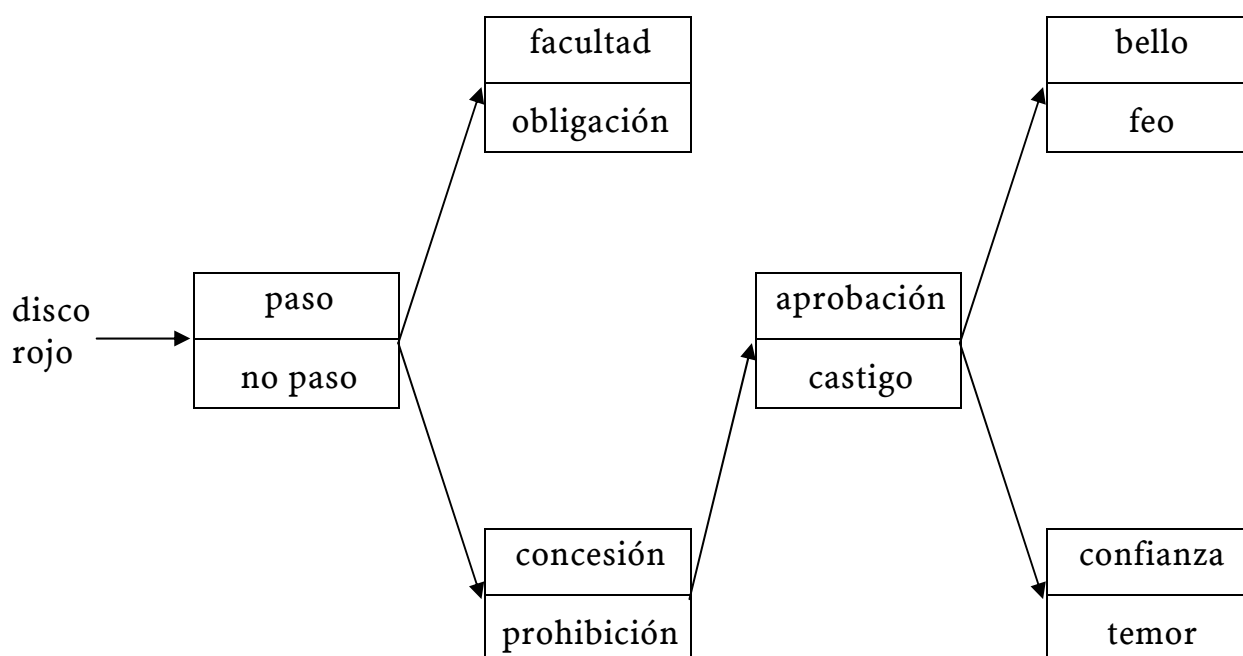 facultad
obligación
bello
feo
disco
rojo
paso
no paso
aprobación
castigo
concesión
prohibición
confianza
temor